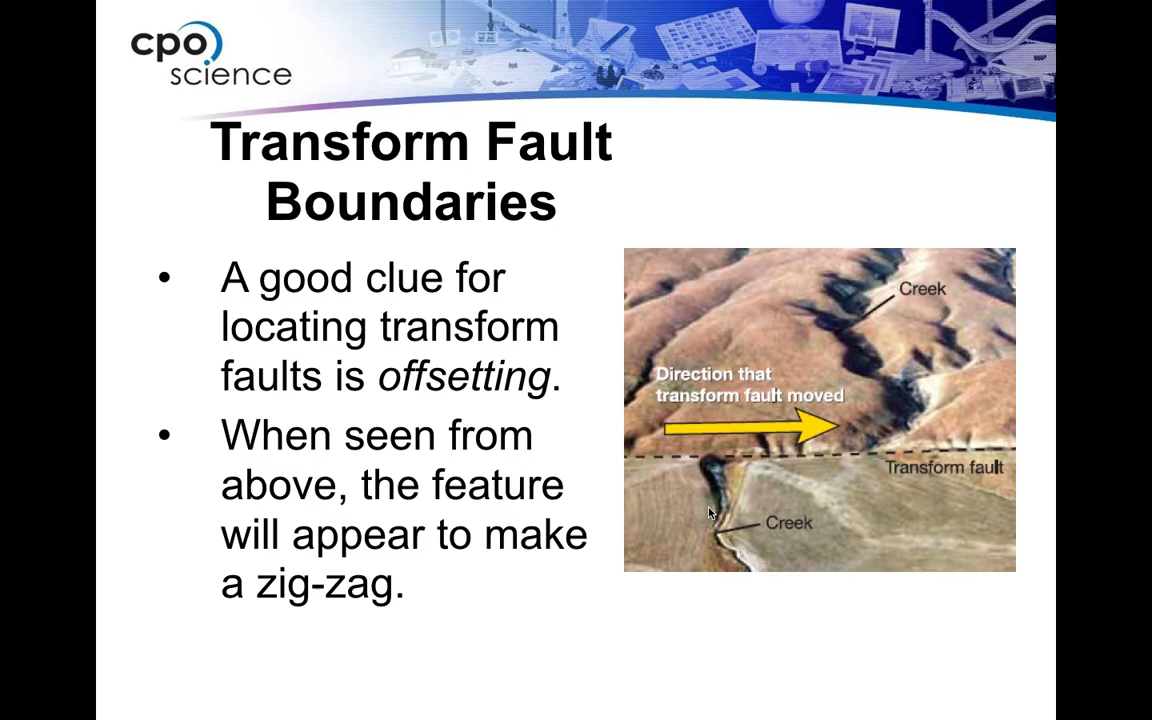 cpo
science
Transform Fault
Boundaries
• A good clue for
locating transform
faults is offsetting.
• When seen from
above, the feature
will appear to make
a zig-zag.
Creek
Direction that
transform fault moved
Transform fault
Creek